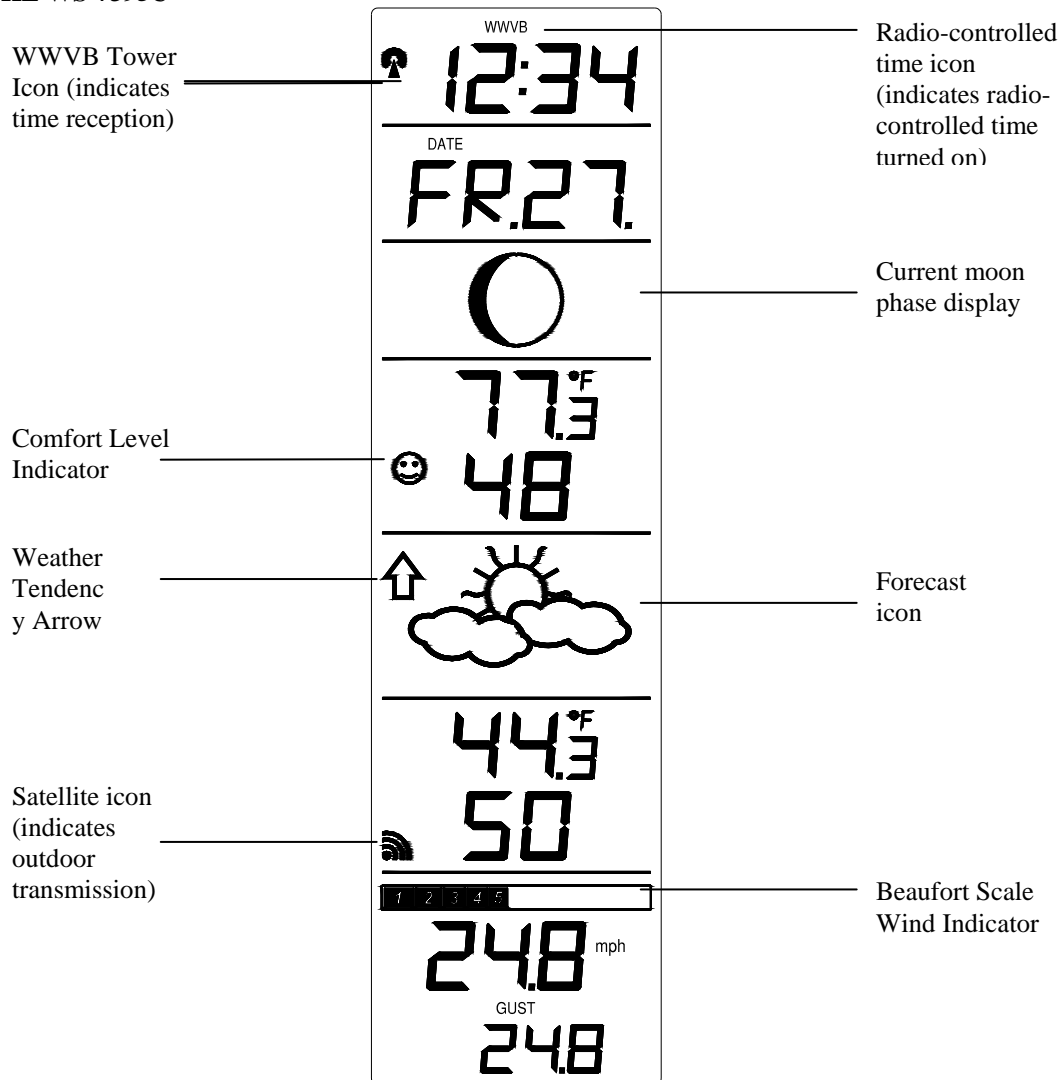 WWVB Tower
Icon (indicates
time reception)
WWVB
12:34
Radio-controlled
time icon
(indicates radio-
controlled time
turned on)
DATE
FR.27.
Current moon
phase display
77.3 °F
Comfort Level
Indicator
48
Weather
Tendenc
y Arrow
Forecast
icon
44.3 °F
Satellite icon
(indicates
outdoor
transmission)
50
1 2 3 4 5
Beaufort Scale
Wind Indicator
24.8 mph
GUST
24.8